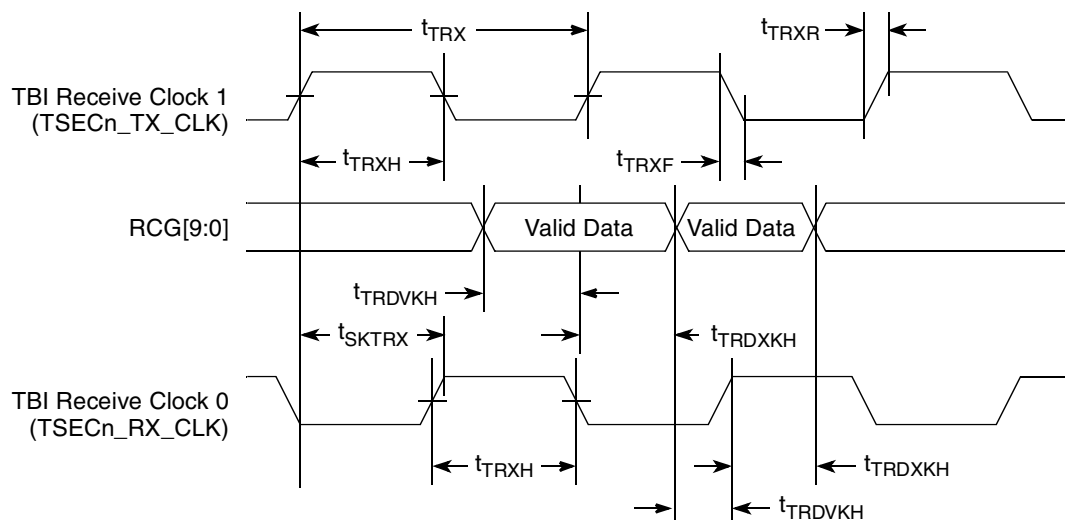 tTRX
tTRXR
TBI Receive Clock 1
(TSECn_TX_CLK)
tTRXH
tTRXF
RCG[9:0]
Valid Data
Valid Data
tTRDVKH
tSKTRX
tTRDXKH
TBI Receive Clock 0
(TSECn_RX_CLK)
tTRXH
tTRDXKH
tTRDVKH